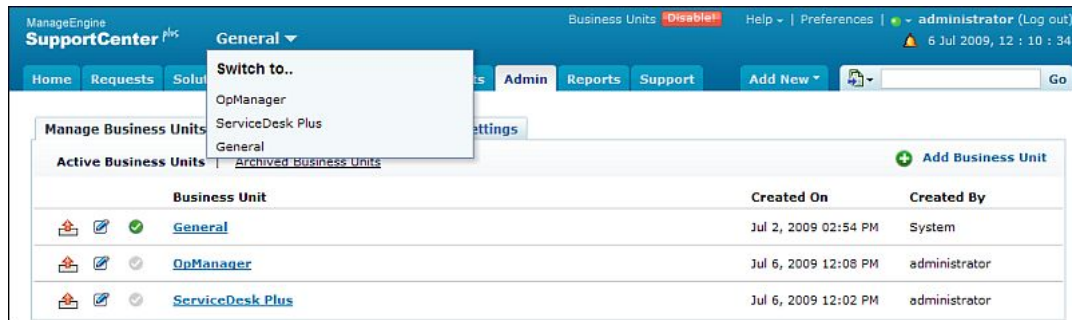 ManageEngine
SupportCenter plus
General
Business Units Disable!
Help | Preferences | administrator (Log out)
6 Jul 2009, 12 : 10 : 34
Home Requests Solut ts Admin Reports Support Add New Go
Switch to..
OpManager
ServiceDesk Plus
General
Manage Business Units ettings
Active Business Units | Archived Business Units Add Business Unit
Business Unit Created On Created By
General Jul 2, 2009 02:54 PM System
OpManager Jul 6, 2009 12:08 PM administrator
ServiceDesk Plus Jul 6, 2009 12:02 PM administrator